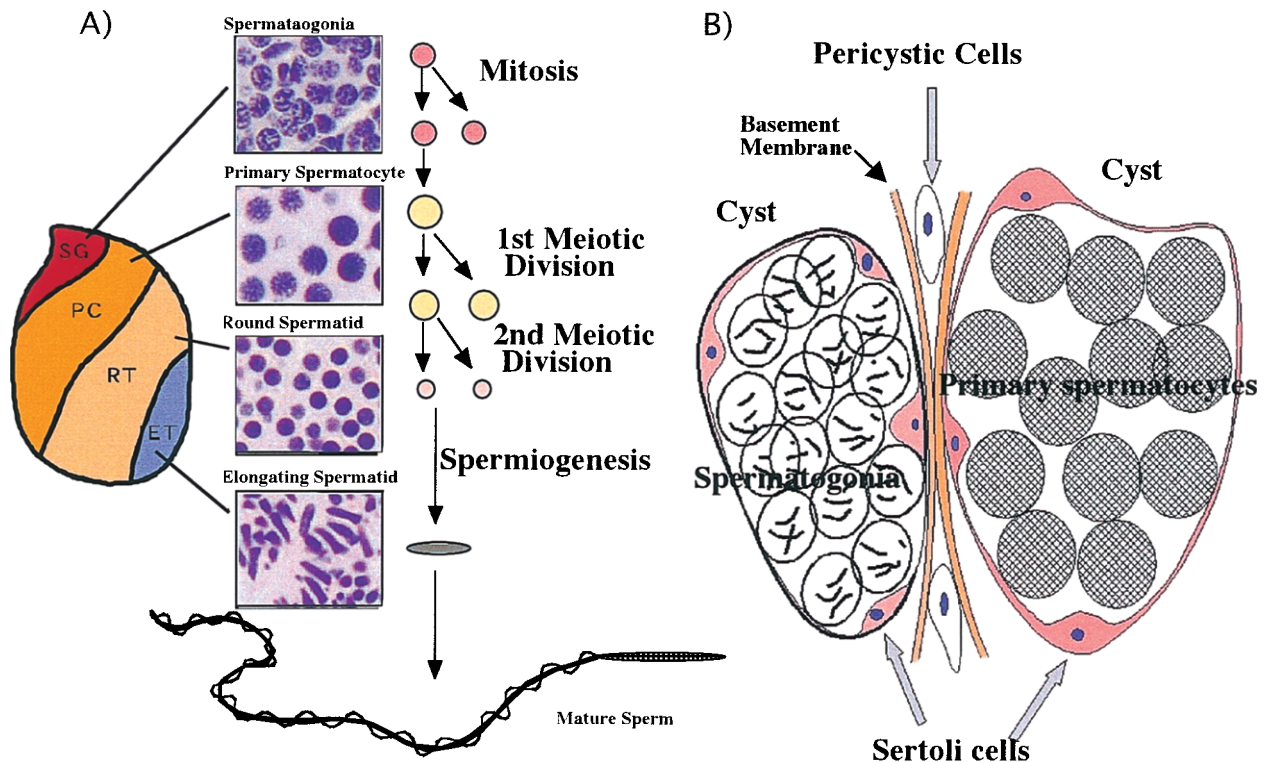 A)
Spermataogonia
Mitosis
Primary Spermatocyte
1st Meiotic
Division
Round Spermatid
2nd Meiotic
Division
Spermiogenesis
Elongating Spermatid
SG
PC
RT
ET
Mature Sperm
B)
Pericystic Cells
Basement
Membrane
Cyst
Cyst
Primary spermatocytes
Spermatogonia
Sertoli cells